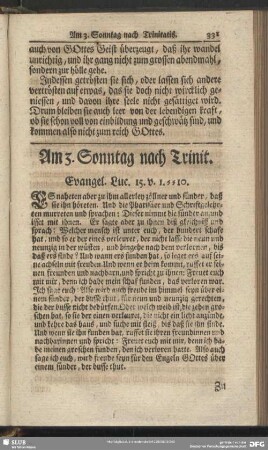 Am 3. Sonntag nach Trinitatis. 331
auch von GOttes Geist überzeugt, daß ihr wandel
unrichtig, und ihr gang nicht zum grossen abendmahl,
sondern zur hölle gehe.
Indessen getrösten sie sich, oder lassen sich andere
vertrösten auf etwas, das sie doch nicht würcklich ge-
niessen, und davon ihre seele nicht gesättiget wird.
Drum bleiben sie auch leer von der lebendigen kraft,
ob sie schon voll von einbildung und geschwätz sind, und
kommen also nicht zum reich GOttes.
Am 3. Sonntag nach Trinit.
Evangel. Luc. 15. v. 1.==10.
ES naheten aber zu ihm allerley Zöllner und sünder, daß
sie ihn höreten. Und die Pharisäer und Schriftgelehr-
ten murreten und sprachen: Dieser nimmt die sünder an, und
isset mit ihnen. Er sagte aber zu ihnen diß gleichniß und
sprach: Welcher mensch ist unter euch, der hundert schafe
hat, und so er der eines verlieret, der nicht lasse die neun und
neunzig in der wüsten, und hingehe nach dem verlornen, bis
daß ers finde? Und wann ers funden hat, so leget ers auf sei-
ne achseln mit freuden. Und wenn er heim kommt, ruffet er sei-
nen freunden und nachbarn, und spricht zu ihnen: Freuet euch
mit mir, denn ich habe mein schaf funden, das verloren war.
Ich sage euch: Also wird auch freude im himmel seyn über ei-
nem sünder, der busse thut, für neun und neunzig gerechten,
die der busse nicht bedürfen. Oder welch weib ist, die zehn gro-
schen hat, so sie der einen verlieret, die nicht ein licht anzünde,
und kehre das haus, und suche mit fleiß, bis daß sie ihn finde.
Und wenn sie ihn funden hat, ruffet sie ihren freundinnen und
nachbarinnen und spricht: Freuet euch mit mir, denn ich ha-
be meinen groschen funden, den ich verloren hatte. Also auch
sage ich euch, wird freude seyn für den Engeln GOttes über
einem sünder, der busse thut.
SLUB
DFG